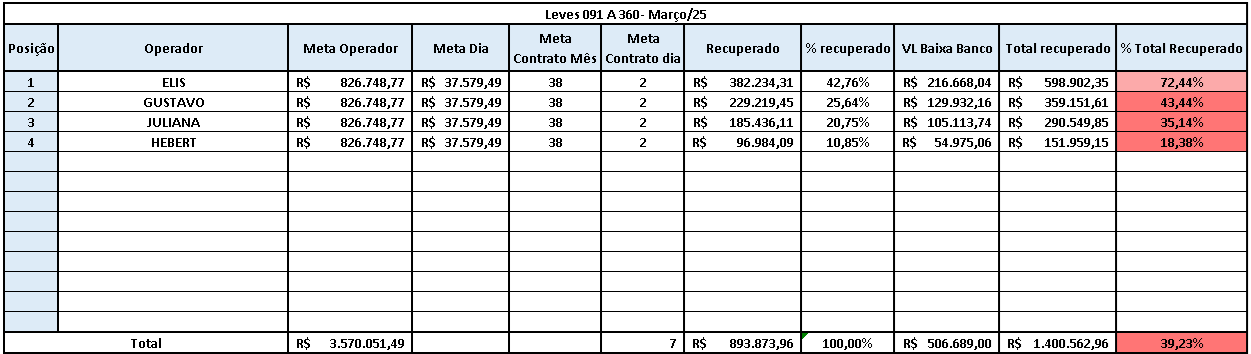 Leves 091 A 360- Março/25
Posição Operador Meta Operador Meta Dia Meta Contrato Mês Meta Contrato dia Recuperado % recuperado VL Baixa Banco Total recuperado % Total Recuperado
1 ELIS R$ 826.748,77 R$ 37.579,49 38 2 R$ 382.234,31 42,76% R$ 216.668,04 R$ 598.902,35 72,44%
2 GUSTAVO R$ 826.748,77 R$ 37.579,49 38 2 R$ 229.219,45 25,64% R$ 129.932,16 R$ 359.151,61 43,44%
3 JULIANA R$ 826.748,77 R$ 37.579,49 38 2 R$ 185.436,11 20,75% R$ 105.113,74 R$ 290.549,85 35,14%
4 HEBERT R$ 826.748,77 R$ 37.579,49 38 2 R$ 96.984,09 10,85% R$ 54.975,06 R$ 151.959,15 18,38%
Total R$ 3.570.051,49 7 R$ 893.873,96 100,00% R$ 506.689,00 R$ 1.400.562,96 39,23%